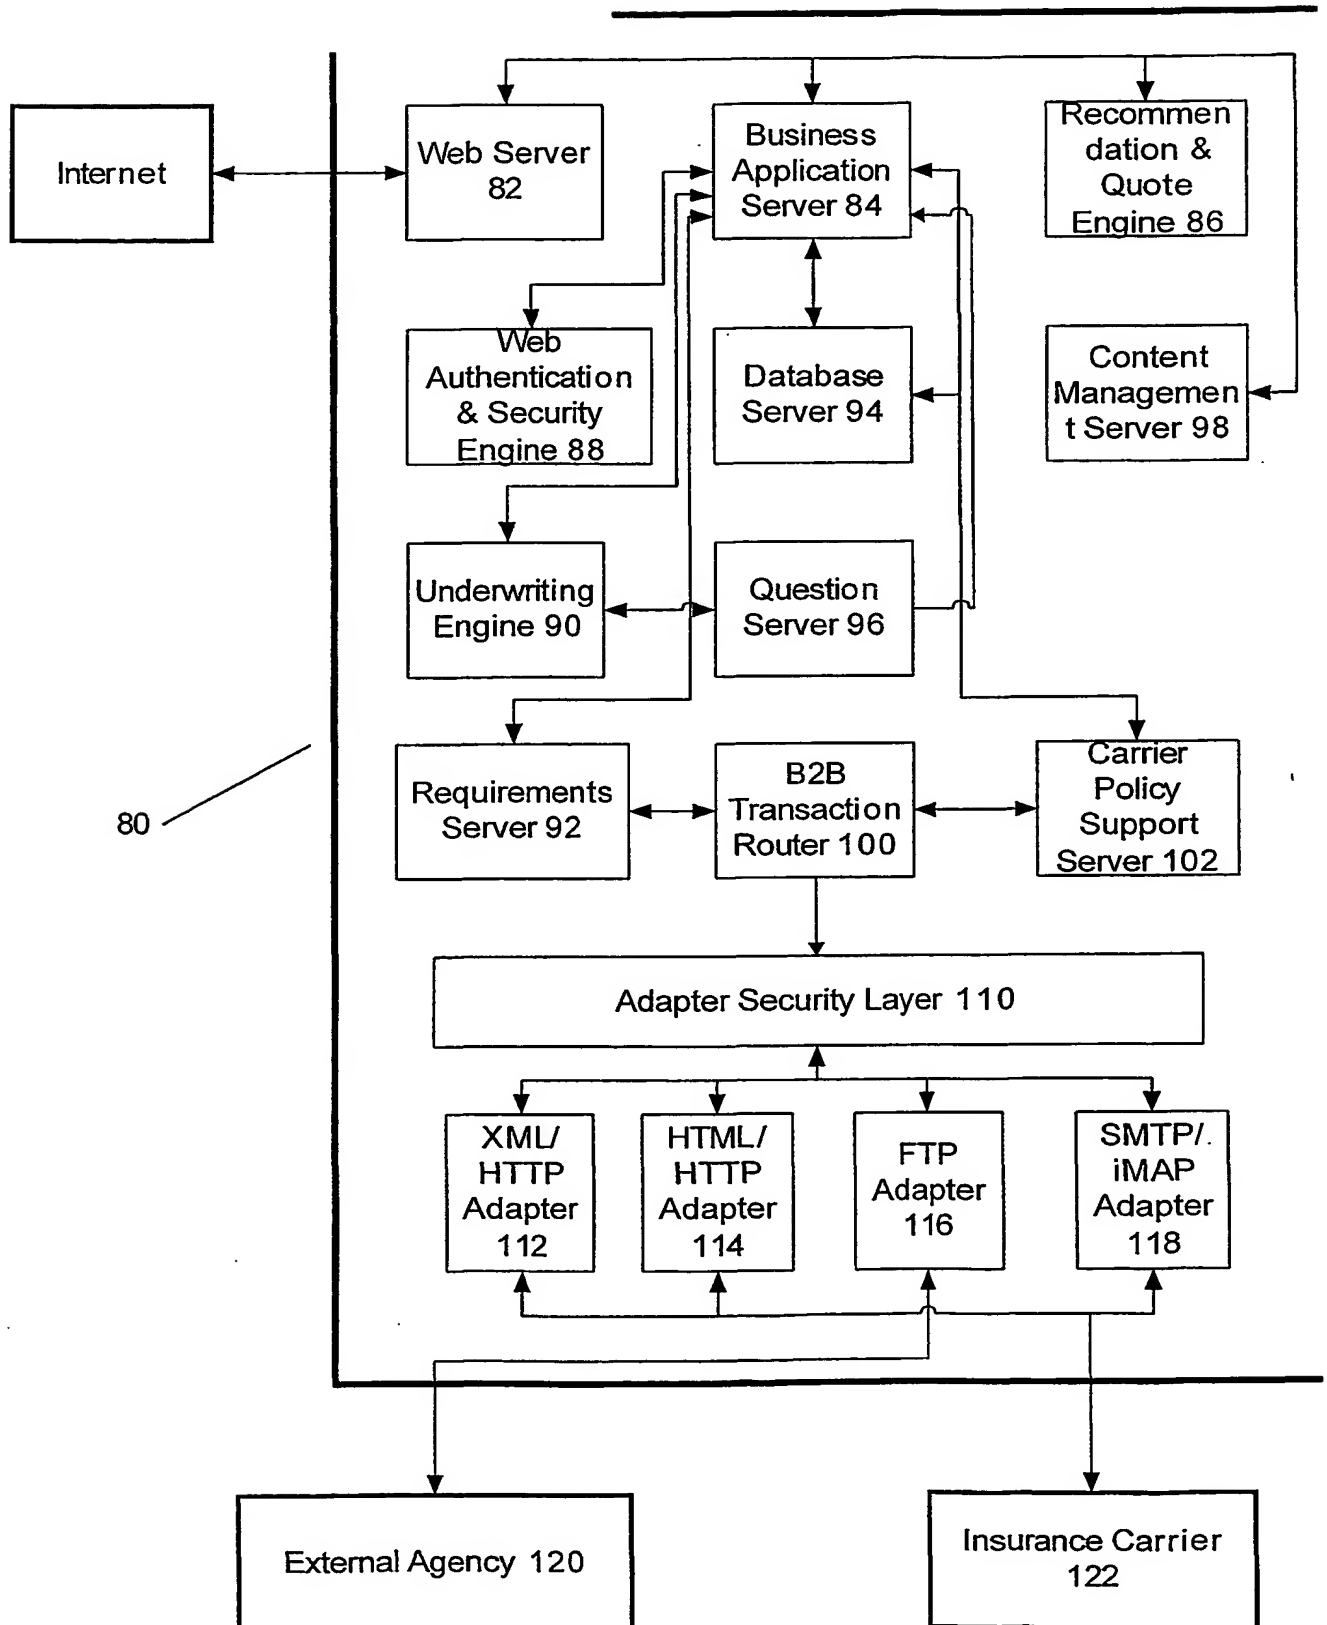 Internet
Web Server
82
Business
Application
Server 84
Recommen
dation &
Quote
Engine 86
Web
Authentication
& Security
Engine 88
Database
Server 94
Content
Managemen
t Server 98
Underwriting
Engine 90
Question
Server 96
80
Requirements
Server 92
B2B
Transaction
Router 100
Carrier
Policy
Support
Server 102
Adapter Security Layer 110
XML/
HTTP
Adapter
112
HTML/
HTTP
Adapter
114
FTP
Adapter
116
SMTP/
iMAP
Adapter
118
External Agency 120
Insurance Carrier
122